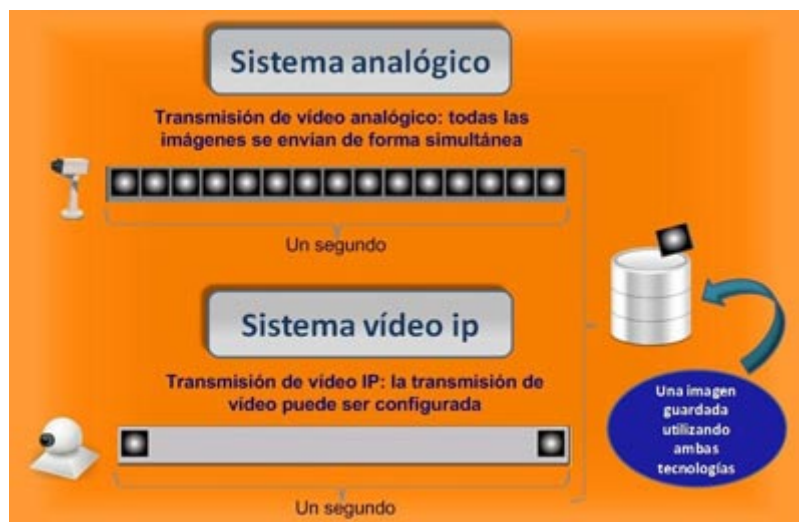 Sistema analógico
Transmisión de vídeo analógico: todas las
imágenes se envian de forma simultánea
Un segundo
Sistema vídeo ip
Transmisión de vídeo IP: la transmisión de
vídeo puede ser configurada
Un segundo
Una imagen
guardada
utilizando
ambas
tecnologías